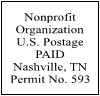 Nonprofit
Organization
U.S. Postage
PAID
Nashville, TN
Permit No. 593